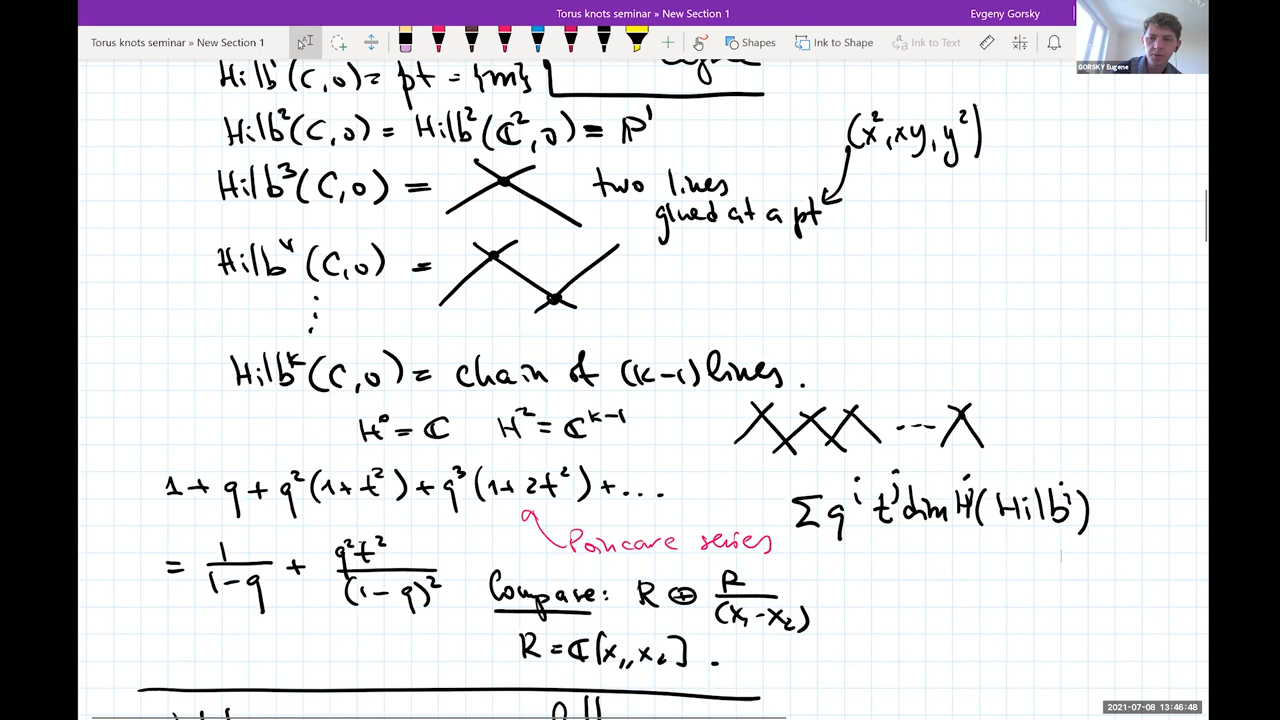 Torus knots seminar » New Section 1
Evgeny Gorsky
Torus knots seminar » New Section 1
Shapes
Ink to Shape
Ink to Text
GORSKY Eugene
Hilb¹(C,0) = pt = {m}
Hilb²(C,0) = Hilb²(ℂ²,0) = P¹
(x², xy, y²)
Hilb³(C,0) =
two lines
glued at a pt
Hilb⁴(C,0) =
⋮
Hilbᵏ(C,0) = chain of (k-1) lines.
H⁰ = ℂ H² = ℂᵏ⁻¹
...
1 + q + q²(1+t²) + q³(1+2t²) + ...
Σ qⁱ tʲ dim Hʲ(Hilbⁱ)
Poincare series
= 1/(1-q) + q²t²/(1-q)²
Compare: R ⊕ R/(x₁-x₂)
R = ℂ[x₁,x₂].
2021-07-08 13:46:48